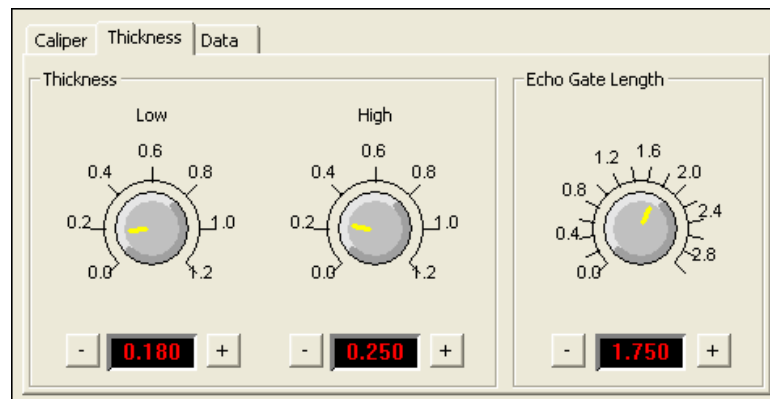 Caliper Thickness Data
Thickness
Low
0.0 0.2 0.4 0.6 0.8 1.0 1.2
- 0.180 +
High
0.0 0.2 0.4 0.6 0.8 1.0 1.2
- 0.250 +
Echo Gate Length
0.0 0.4 0.8 1.2 1.6 2.0 2.4 2.8
- 1.750 +